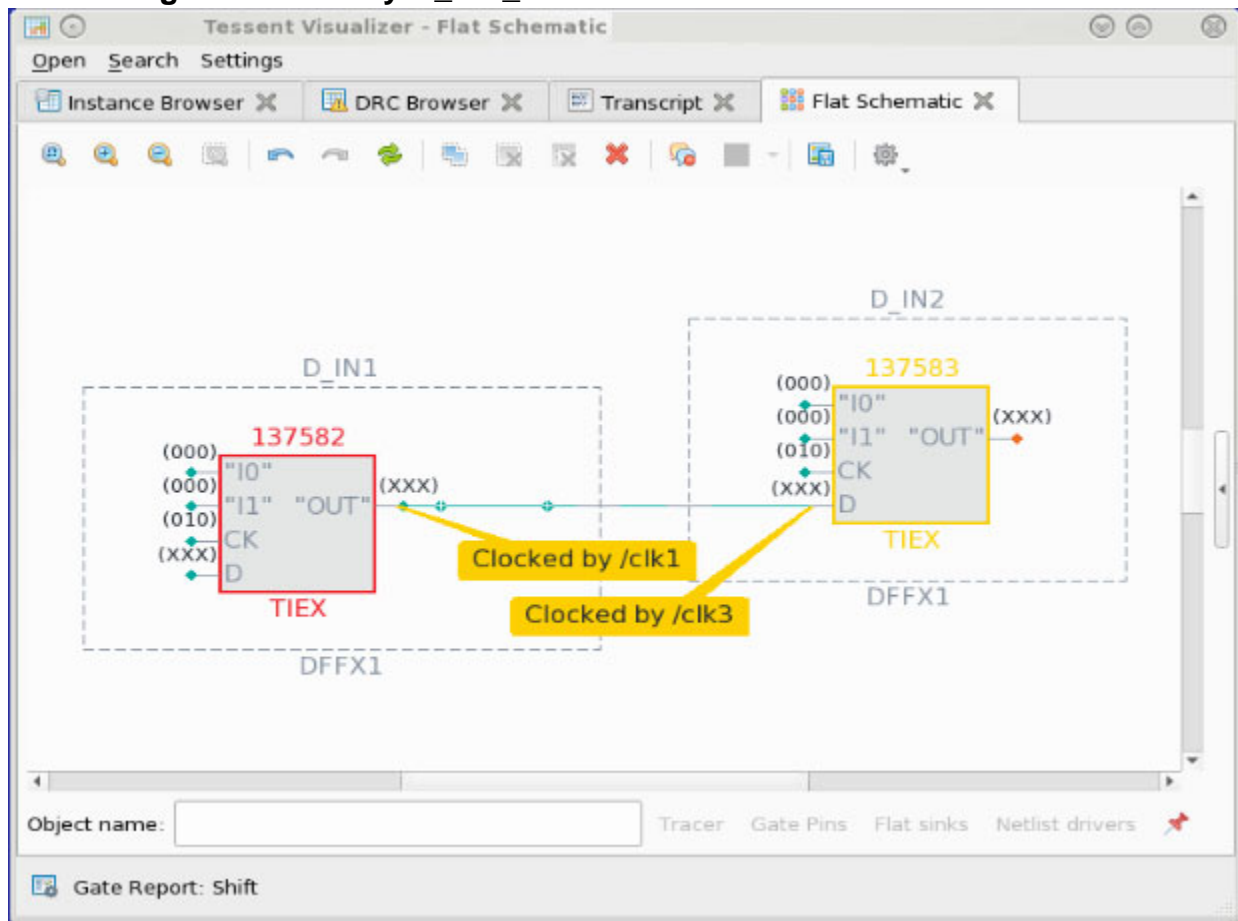 Tessent Visualizer - Flat Schematic
Open Search Settings
Instance Browser DRC Browser Transcript Flat Schematic
D_IN2
D_IN1
137583
(000)
"I0"
(000)
(XXX)
"I1" "OUT"
(010)
CK
(XXX)
D
TIEX
DFFX1
137582
(000)
"I0"
(000)
(XXX)
"I1" "OUT"
(010)
CK
(XXX)
D
TIEX
DFFX1
Clocked by /clk1
Clocked by /clk3
Object name: Tracer Gate Pins Flat sinks Netlist drivers
Gate Report: Shift